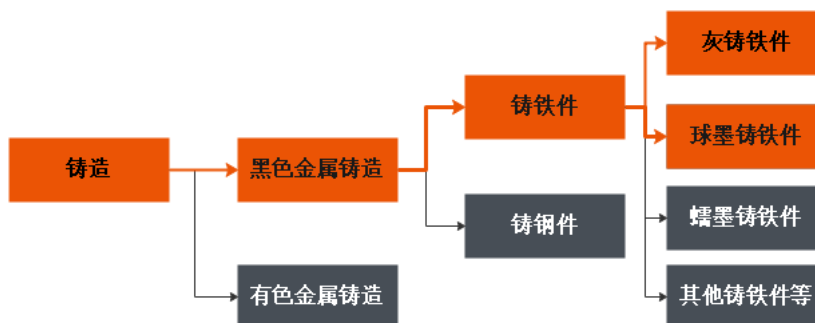 铸造
黑色金属铸造
有色金属铸造
铸铁件
铸钢件
灰铸铁件
球墨铸铁件
蠕墨铸铁件
其他铸铁件等